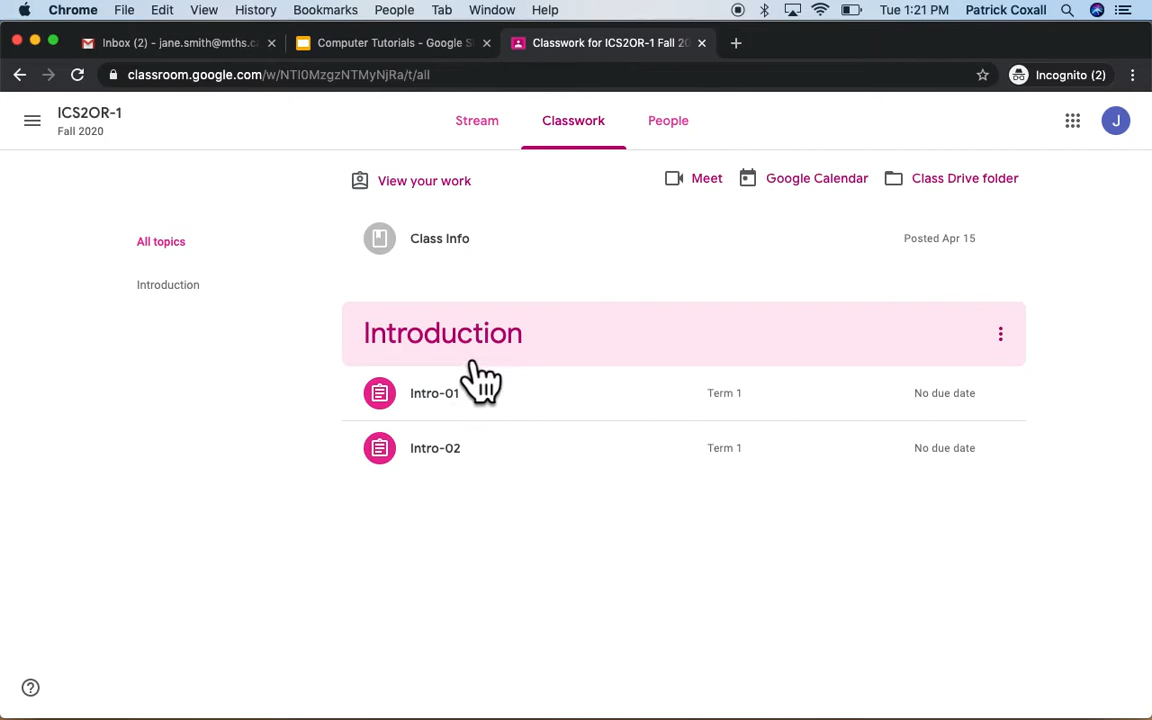 Chrome File Edit View History Bookmarks People Tab Window Help Tue 1:21 PM Patrick Coxall
Inbox (2) - jane.smith@mths.c
Computer Tutorials - Google S
Classwork for ICS2OR-1 Fall 20
classroom.google.com/w/NTI0MzgzNTMyNjRa/t/all
Incognito (2)
ICS2OR-1
Fall 2020
Stream Classwork People
J
View your work
Meet Google Calendar Class Drive folder
All topics
Introduction
Class Info Posted Apr 15
Introduction
Intro-01 Term 1 No due date
Intro-02 Term 1 No due date